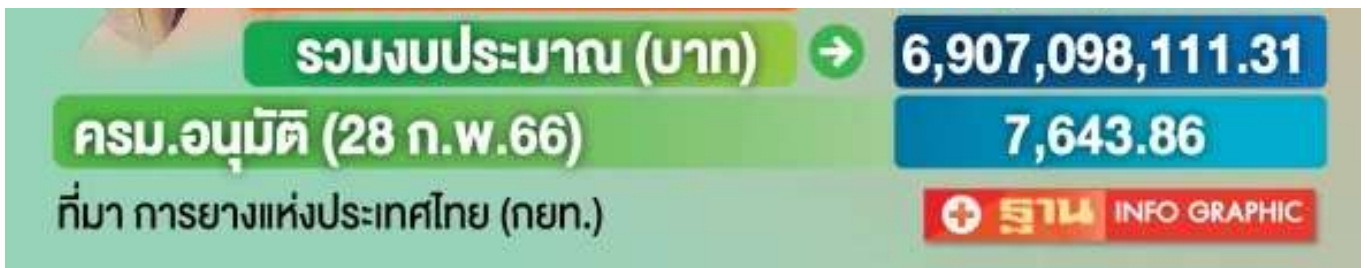 รวมงบประมาณ (บาท) 6,907,098,111.31
ครม.อนุมัติ (28 ก.พ.66) 7,643.86
ที่มา การยางแห่งประเทศไทย (กยท.) ฐาน INFO GRAPHIC